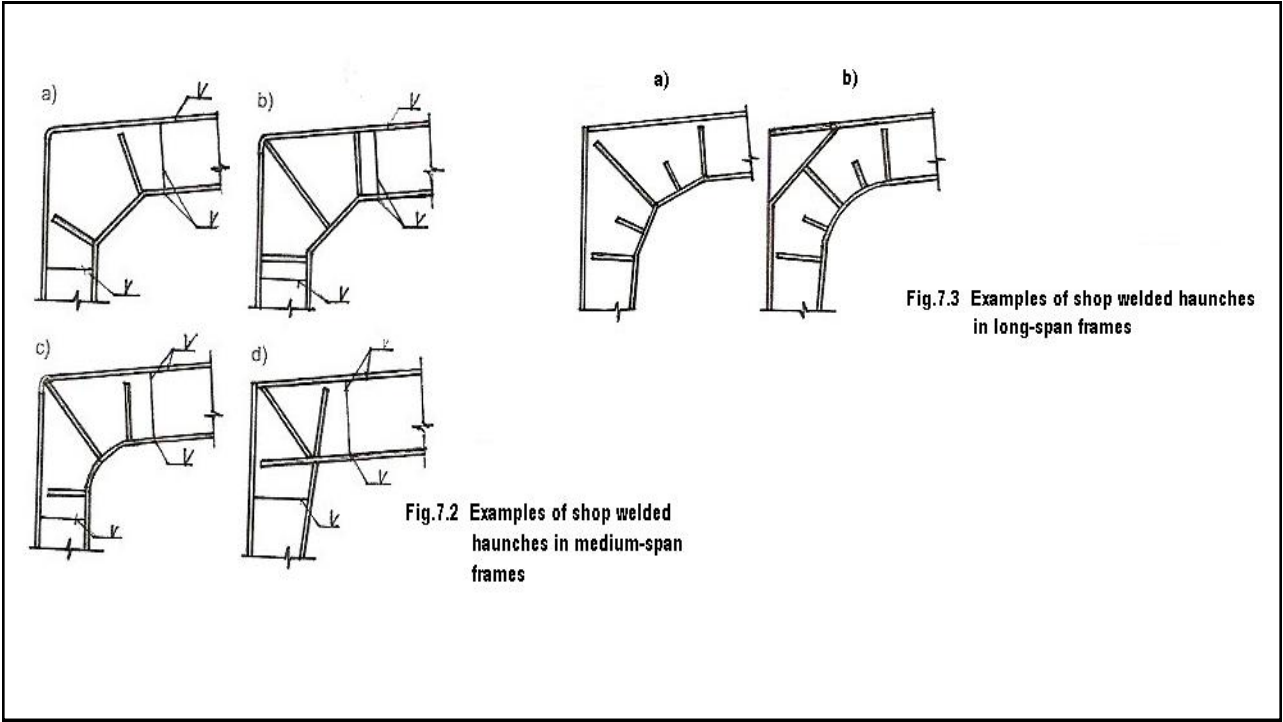 a)
b)
c)
d)
Fig.7.2 Examples of shop welded
haunches in medium-span
frames
a)
b)
Fig.7.3 Examples of shop welded haunches
in long-span frames